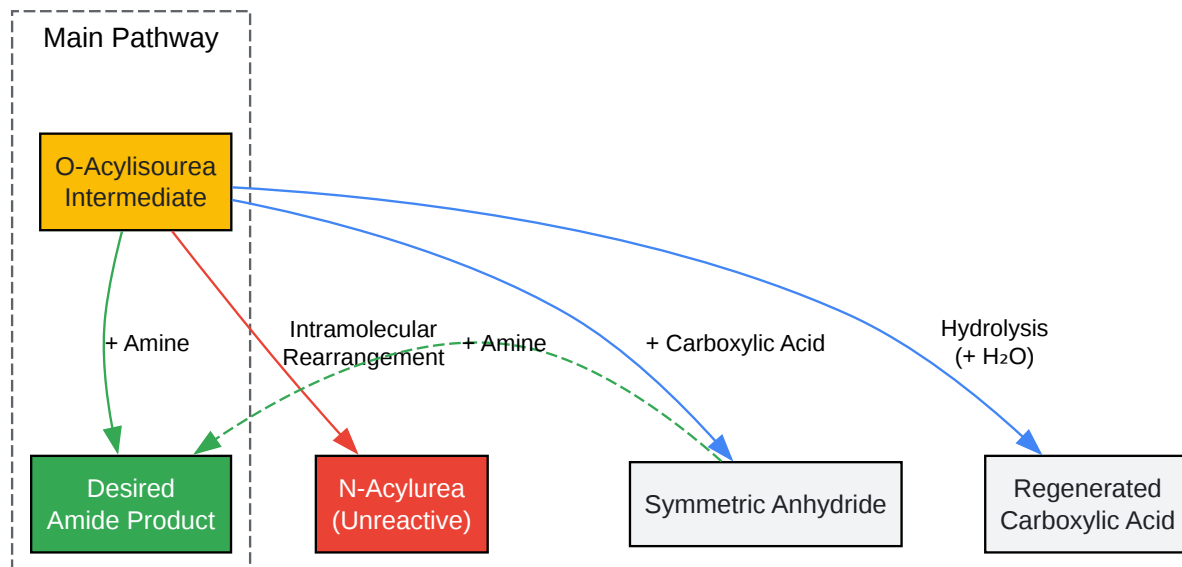 Main Pathway
O-Acylisourea
Intermediate
+ Amine
Intramolecular
Rearrangement
+ Amine
+ Carboxylic Acid
Hydrolysis
(+ H₂O)
Desired
Amide Product
N-Acylurea
(Unreactive)
Symmetric Anhydride
Regenerated
Carboxylic Acid